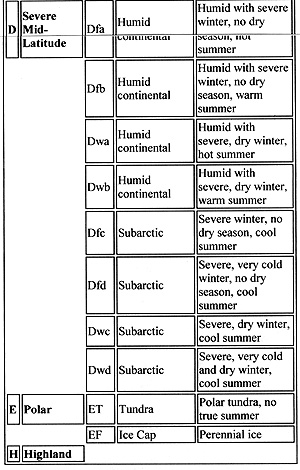 D Severe Mid-Latitude Dfa Humid continental Humid with severe winter, no dry season, hot summer
Dfb Humid continental Humid with severe winter, no dry season, warm summer
Dwa Humid continental Humid with severe, dry winter, hot summer
Dwb Humid continental Humid with severe, dry winter, warm summer
Dfc Subarctic Severe winter, no dry season, cool summer
Dfd Subarctic Severe, very cold winter, no dry season, cool summer
Dwc Subarctic Severe, dry winter, cool summer
Dwd Subarctic Severe, very cold and dry winter, cool summer
E Polar ET Tundra Polar tundra, no true summer
EF Ice Cap Perennial ice
H Highland